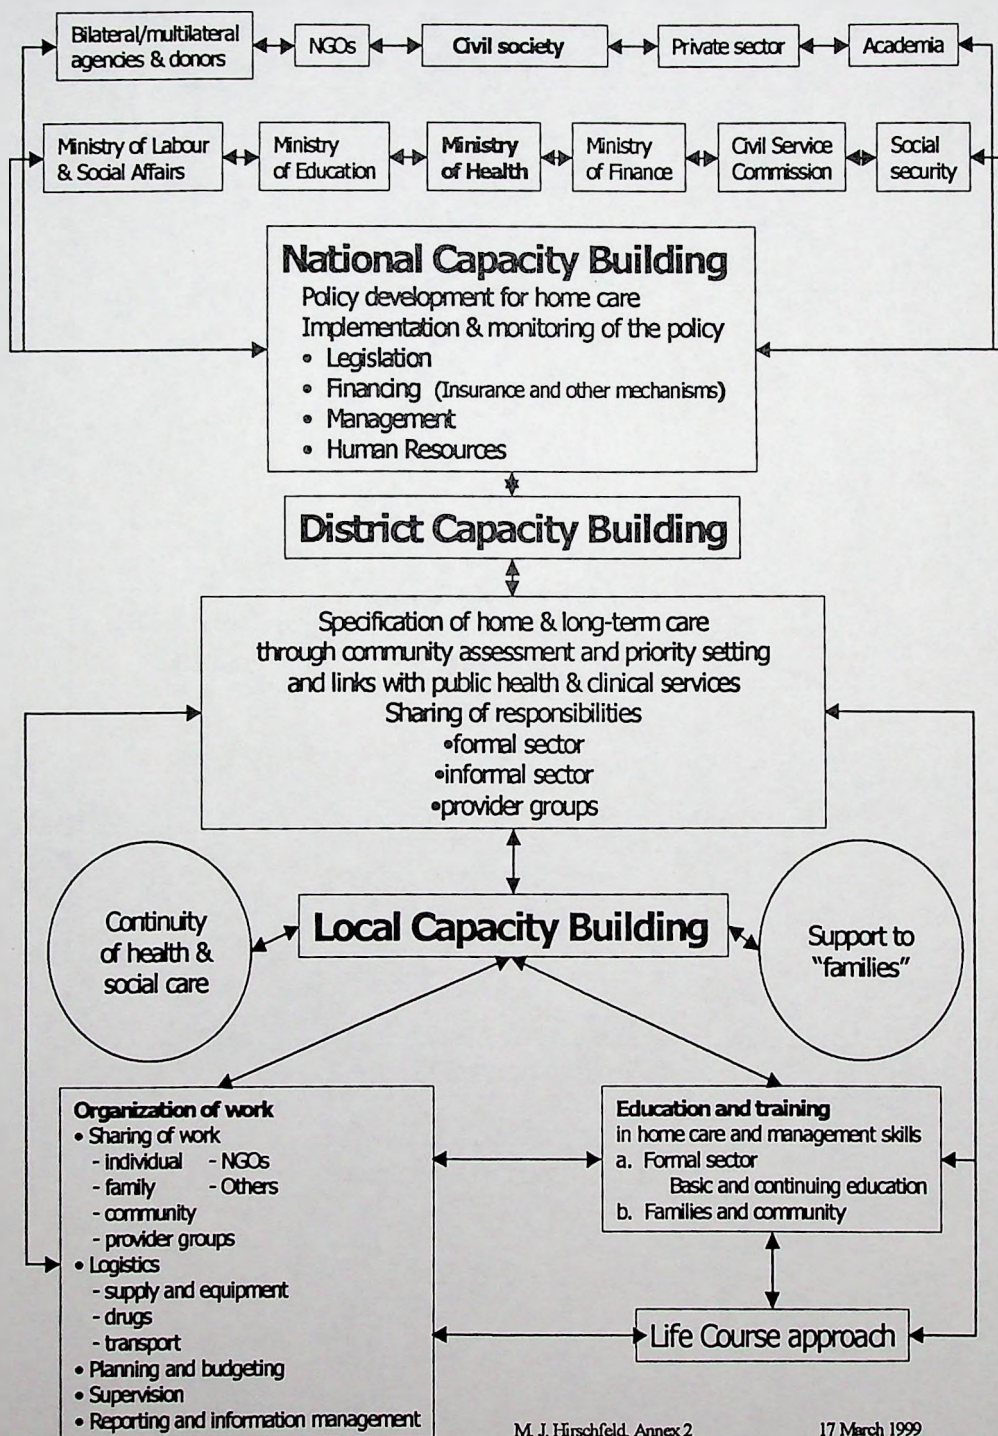 Bilateral/multilateral
agencies & donors
NGOs
Civil society
Private sector
Academia
Ministry of Labour
& Social Affairs
Ministry
of Education
Ministry
of Health
Ministry
of Finance
Civil Service
Commission
Social
security
National Capacity Building
Policy development for home care
Implementation & monitoring of the policy
• Legislation
• Financing (Insurance and other mechanisms)
• Management
• Human Resources
District Capacity Building
Specification of home & long-term care
through community assessment and priority setting
and links with public health & clinical services
Sharing of responsibilities
•formal sector
•informal sector
•provider groups
Continuity
of health &
social care
Local Capacity Building
Support to
"families"
Organization of work
• Sharing of work
- individual - NGOs
- family - Others
- community
- provider groups
• Logistics
- supply and equipment
- drugs
- transport
• Planning and budgeting
• Supervision
• Reporting and information management
Education and training
in home care and management skills
a. Formal sector
Basic and continuing education
b. Families and community
Life Course approach
M. J. Hirschfeld, Annex 2
17 March 1999